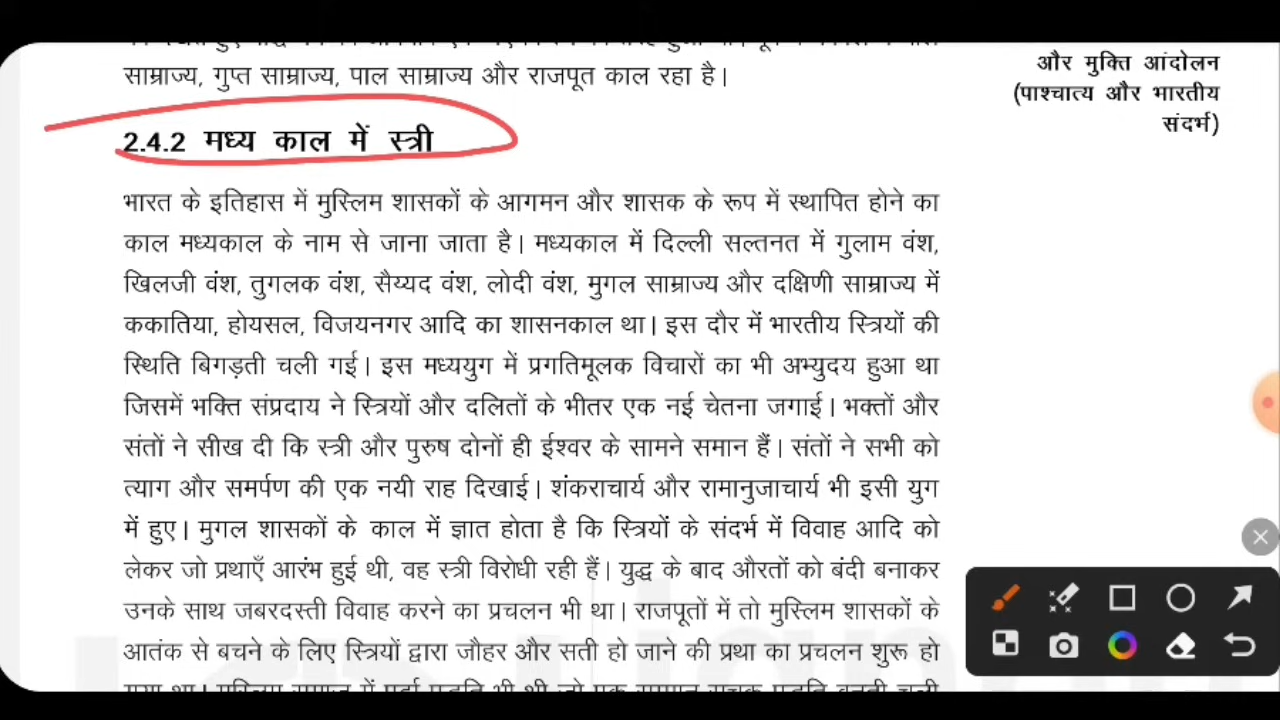 साम्राज्य, गुप्त साम्राज्य, पाल साम्राज्य और राजपूत काल रहा है।
और मुक्ति आंदोलन
(पाश्चात्य और भारतीय
संदर्भ)
2.4.2 मध्य काल में स्त्री
भारत के इतिहास में मुस्लिम शासकों के आगमन और शासक के रूप में स्थापित होने का
काल मध्यकाल के नाम से जाना जाता है। मध्यकाल में दिल्ली सल्तनत में गुलाम वंश,
खिलजी वंश, तुगलक वंश, सैय्यद वंश, लोदी वंश, मुगल साम्राज्य और दक्षिणी साम्राज्य में
ककातिया, होयसल, विजयनगर आदि का शासनकाल था। इस दौर में भारतीय स्त्रियों की
स्थिति बिगड़ती चली गई। इस मध्ययुग में प्रगतिमूलक विचारों का भी अभ्युदय हुआ था
जिसमें भक्ति संप्रदाय ने स्त्रियों और दलितों के भीतर एक नई चेतना जगाई। भक्तों और
संतों ने सीख दी कि स्त्री और पुरुष दोनों ही ईश्वर के सामने समान हैं। संतों ने सभी को
त्याग और समर्पण की एक नयी राह दिखाई। शंकराचार्य और रामानुजाचार्य भी इसी युग
में हुए। मुगल शासकों के काल में ज्ञात होता है कि स्त्रियों के संदर्भ में विवाह आदि को
लेकर जो प्रथाएँ आरंभ हुई थी, वह स्त्री विरोधी रही हैं। युद्ध के बाद औरतों को बंदी बनाकर
उनके साथ जबरदस्ती विवाह करने का प्रचलन भी था। राजपूतों में तो मुस्लिम शासकों के
आतंक से बचने के लिए स्त्रियों द्वारा जौहर और सती हो जाने की प्रथा का प्रचलन शुरू हो